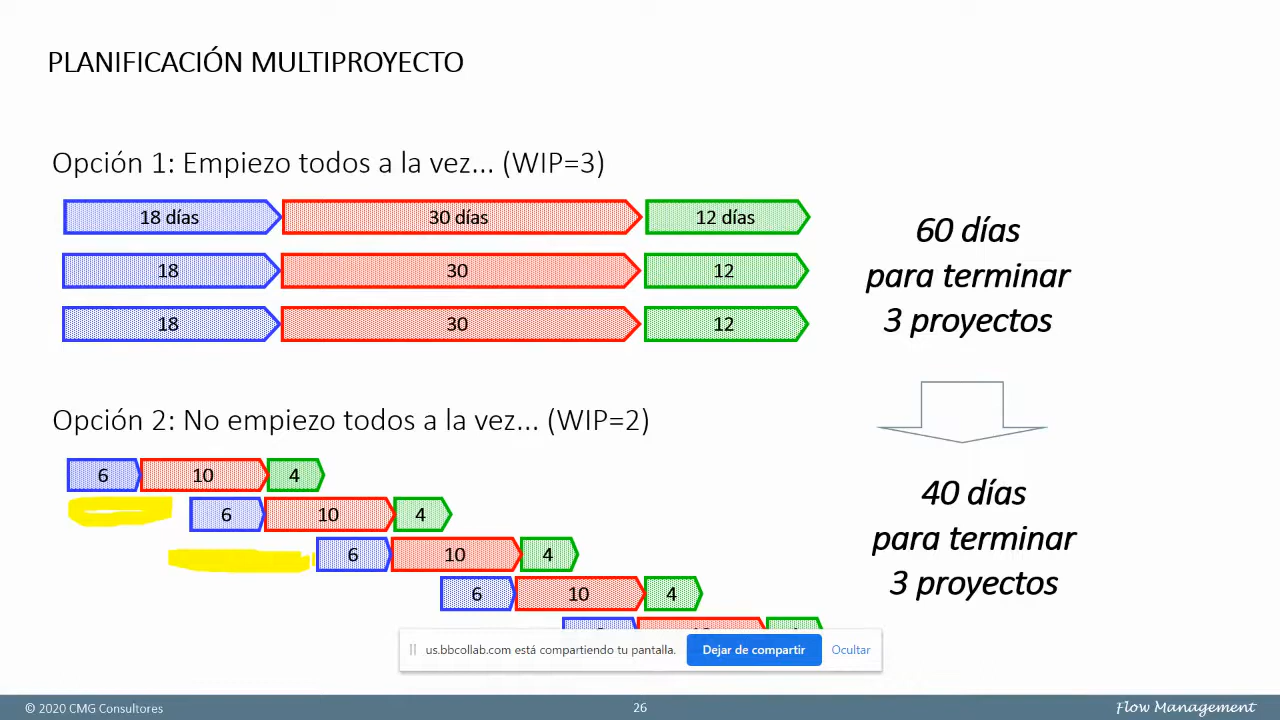 PLANIFICACIÓN MULTIPROYECTO
Opción 1: Empiezo todos a la vez... (WIP=3)
18 días 30 días 12 días
18 30 12
18 30 12
60 días
para terminar
3 proyectos
Opción 2: No empiezo todos a la vez... (WIP=2)
6 10 4
6 10 4
6 10 4
6 10 4
40 días
para terminar
3 proyectos
us.bbcollab.com está compartiendo tu pantalla. Dejar de compartir Ocultar
© 2020 CMG Consultores 26 Flow Management